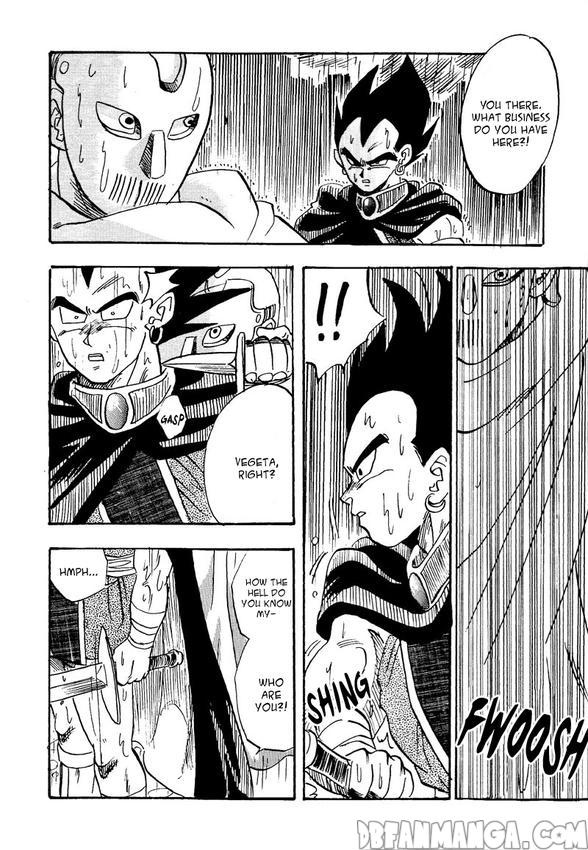 YOU THERE.
WHAT BUSINESS
DO YOU HAVE
HERE?!
FWOOSH
!!
SHING
GASP
VEGETA,
RIGHT?
HOW THE
HELL DO
YOU KNOW
MY-
WHO
ARE
YOU?!
HMPH...
DBFANMANGA.COM